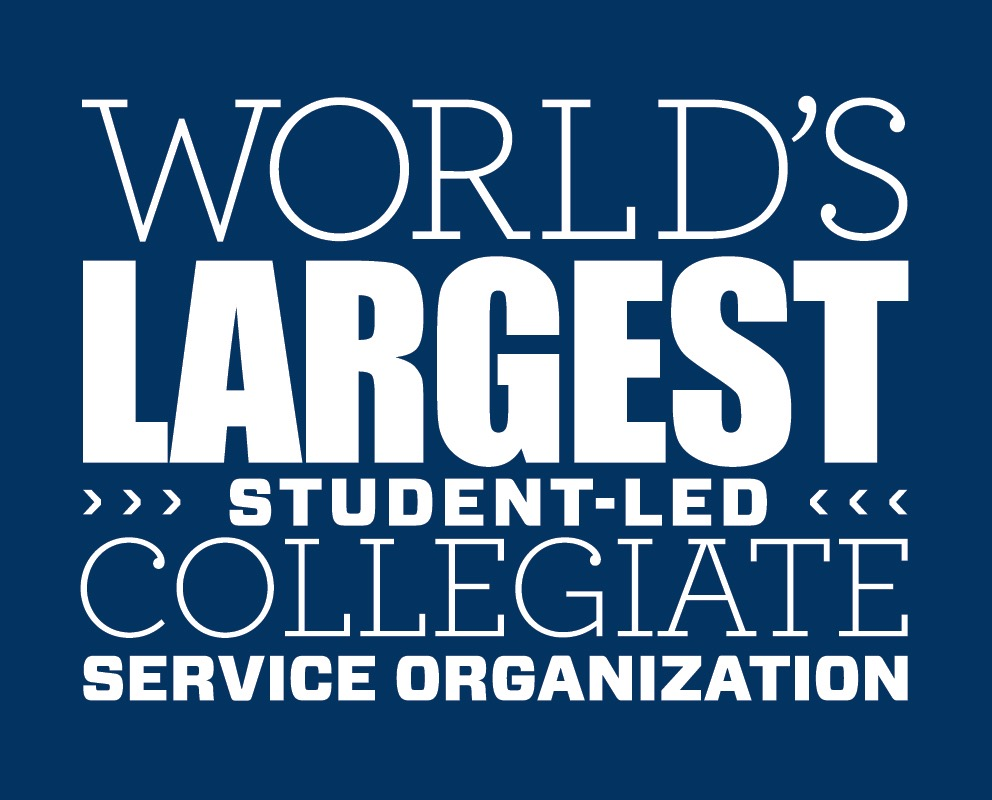 WORLD'S
LARGEST
››› STUDENT-LED ‹‹‹
COLLEGIATE
SERVICE ORGANIZATION